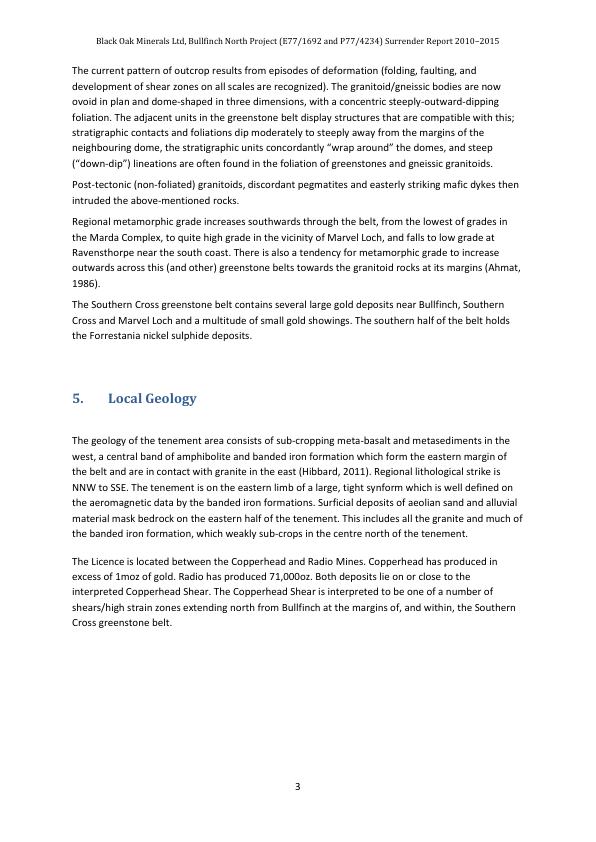 Black Oak Minerals Ltd, Bullfinch North Project (E77/1692 and P77/4234) Surrender Report 2010–2015
The current pattern of outcrop results from episodes of deformation (folding, faulting, and
development of shear zones on all scales are recognized). The granitoid/gneissic bodies are now
ovoid in plan and dome-shaped in three dimensions, with a concentric steeply-outward-dipping
foliation. The adjacent units in the greenstone belt display structures that are compatible with this;
stratigraphic contacts and foliations dip moderately to steeply away from the margins of the
neighbouring dome, the stratigraphic units concordantly “wrap around” the domes, and steep
(“down-dip”) lineations are often found in the foliation of greenstones and gneissic granitoids.
Post-tectonic (non-foliated) granitoids, discordant pegmatites and easterly striking mafic dykes then
intruded the above-mentioned rocks.
Regional metamorphic grade increases southwards through the belt, from the lowest of grades in
the Marda Complex, to quite high grade in the vicinity of Marvel Loch, and falls to low grade at
Ravensthorpe near the south coast. There is also a tendency for metamorphic grade to increase
outwards across this (and other) greenstone belts towards the granitoid rocks at its margins (Ahmat,
1986).
The Southern Cross greenstone belt contains several large gold deposits near Bullfinch, Southern
Cross and Marvel Loch and a multitude of small gold showings. The southern half of the belt holds
the Forrestania nickel sulphide deposits.
5. Local Geology
The geology of the tenement area consists of sub-cropping meta-basalt and metasediments in the
west, a central band of amphibolite and banded iron formation which form the eastern margin of
the belt and are in contact with granite in the east (Hibbard, 2011). Regional lithological strike is
NNW to SSE. The tenement is on the eastern limb of a large, tight synform which is well defined on
the aeromagnetic data by the banded iron formations. Surficial deposits of aeolian sand and alluvial
material mask bedrock on the eastern half of the tenement. This includes all the granite and much of
the banded iron formation, which weakly sub-crops in the centre north of the tenement.
The Licence is located between the Copperhead and Radio Mines. Copperhead has produced in
excess of 1moz of gold. Radio has produced 71,000oz. Both deposits lie on or close to the
interpreted Copperhead Shear. The Copperhead Shear is interpreted to be one of a number of
shears/high strain zones extending north from Bullfinch at the margins of, and within, the Southern
Cross greenstone belt.
3